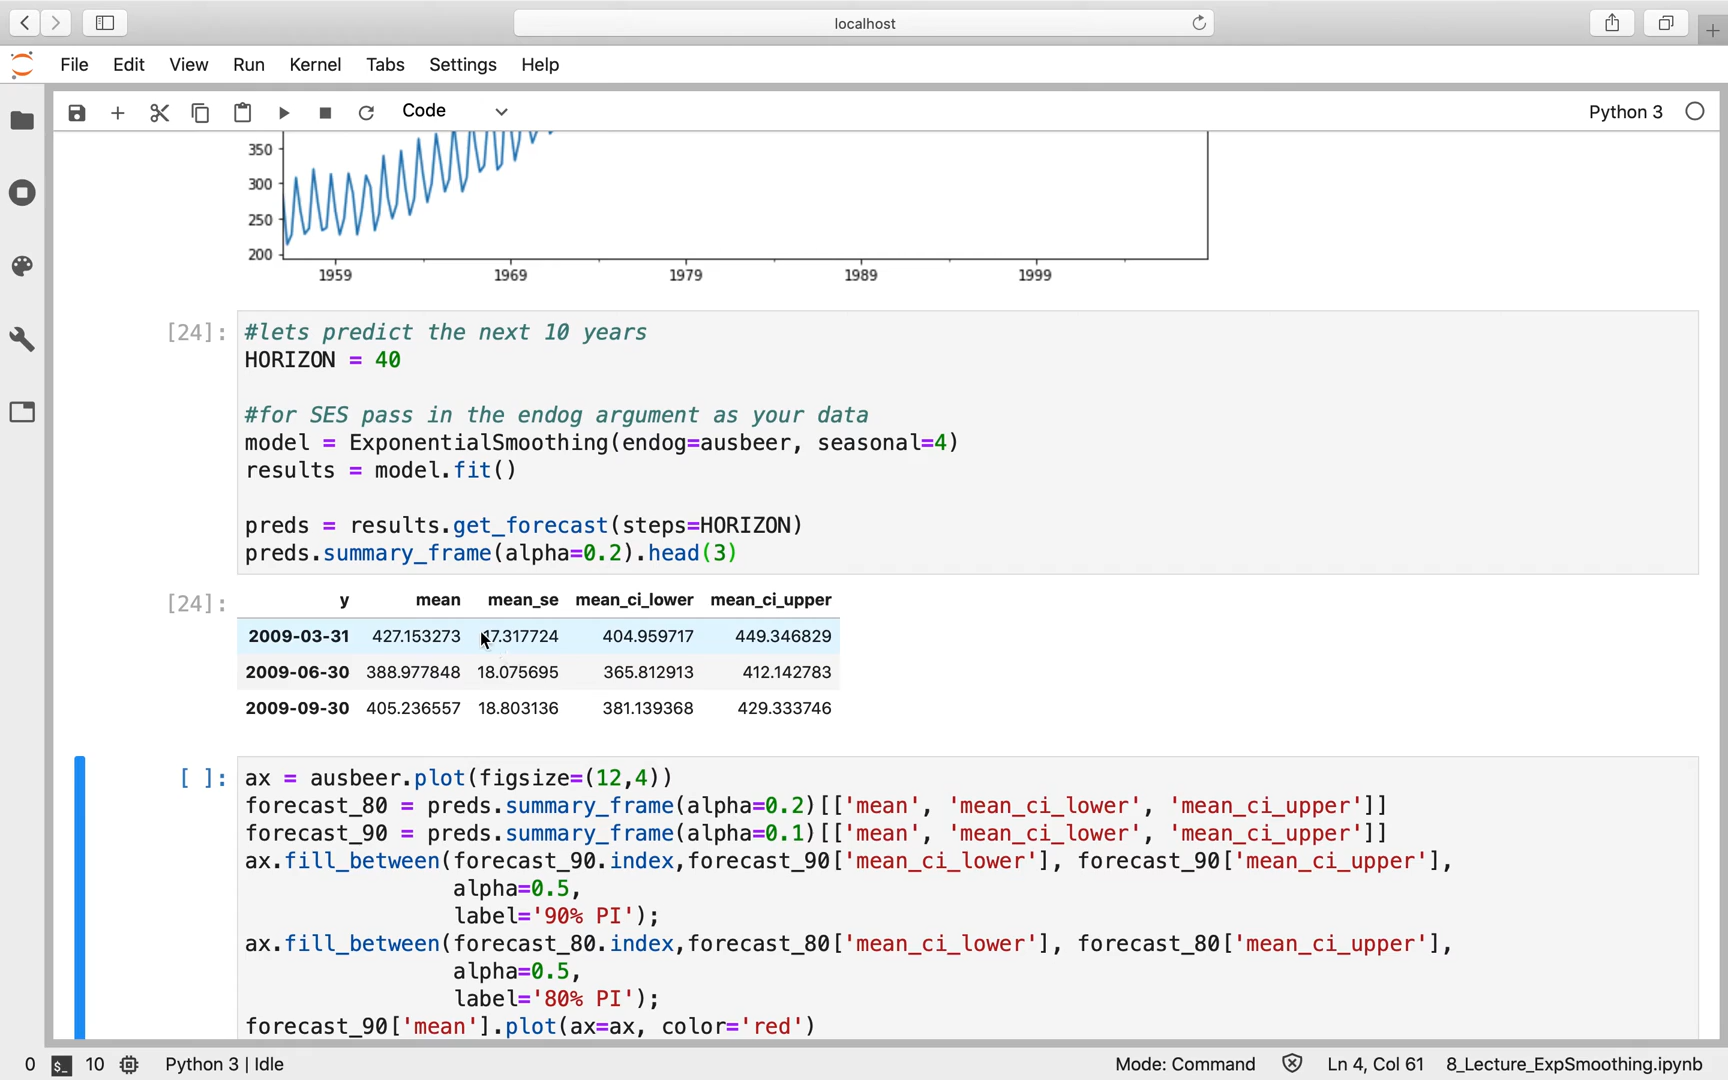 localhost
File Edit View Run Kernel Tabs Settings Help
Code
Python 3
350
300
250
200
1959 1969 1979 1989 1999
[24]: #lets predict the next 10 years
HORIZON = 40
#for SES pass in the endog argument as your data
model = ExponentialSmoothing(endog=ausbeer, seasonal=4)
results = model.fit()
preds = results.get_forecast(steps=HORIZON)
preds.summary_frame(alpha=0.2).head(3)
[24]: y mean mean_se mean_ci_lower mean_ci_upper
2009-03-31 427.153273 17.317724 404.959717 449.346829
2009-06-30 388.977848 18.075695 365.812913 412.142783
2009-09-30 405.236557 18.803136 381.139368 429.333746
[ ]: ax = ausbeer.plot(figsize=(12,4))
forecast_80 = preds.summary_frame(alpha=0.2)[['mean', 'mean_ci_lower', 'mean_ci_upper']]
forecast_90 = preds.summary_frame(alpha=0.1)[['mean', 'mean_ci_lower', 'mean_ci_upper']]
ax.fill_between(forecast_90.index,forecast_90['mean_ci_lower'], forecast_90['mean_ci_upper'],
alpha=0.5,
label='90% PI');
ax.fill_between(forecast_80.index,forecast_80['mean_ci_lower'], forecast_80['mean_ci_upper'],
alpha=0.5,
label='80% PI');
forecast_90['mean'].plot(ax=ax, color='red')
0 $_ 10 Python 3 | Idle Mode: Command Ln 4, Col 61 8_Lecture_ExpSmoothing.ipynb